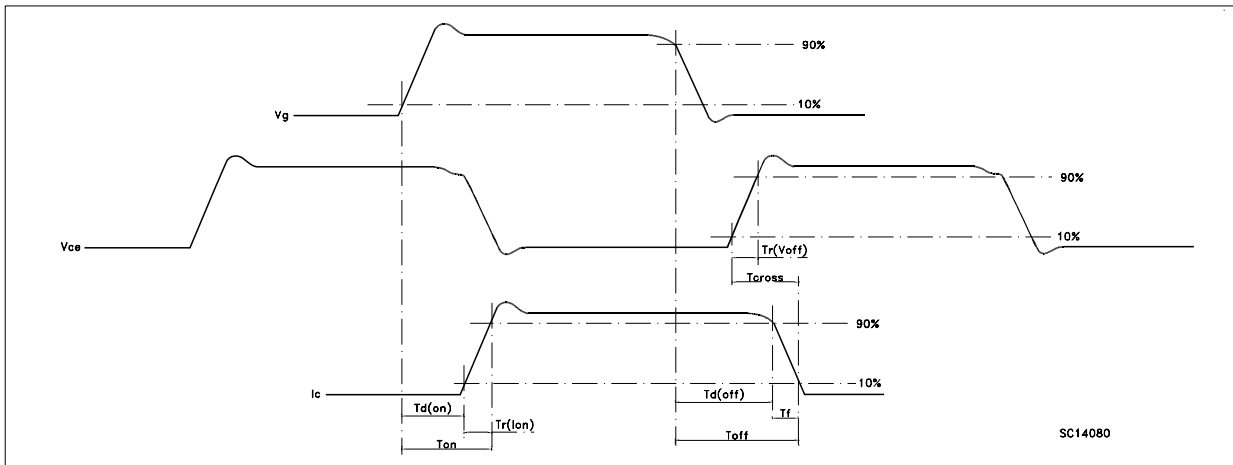 90%
10%
Vg
90%
10%
Vce
Tr(Voff)
Tcross
90%
10%
Ic
Td(on)
Td(off)
Tr(Ion)
Tf
Ton
Toff
SC14080